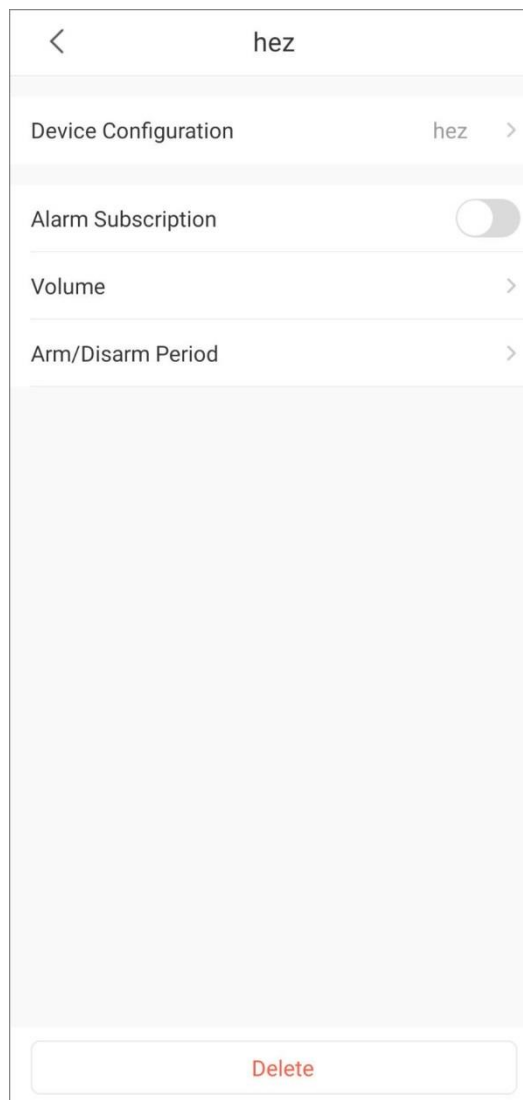 hez
Device Configuration hez
Alarm Subscription
Volume
Arm/Disarm Period
Delete